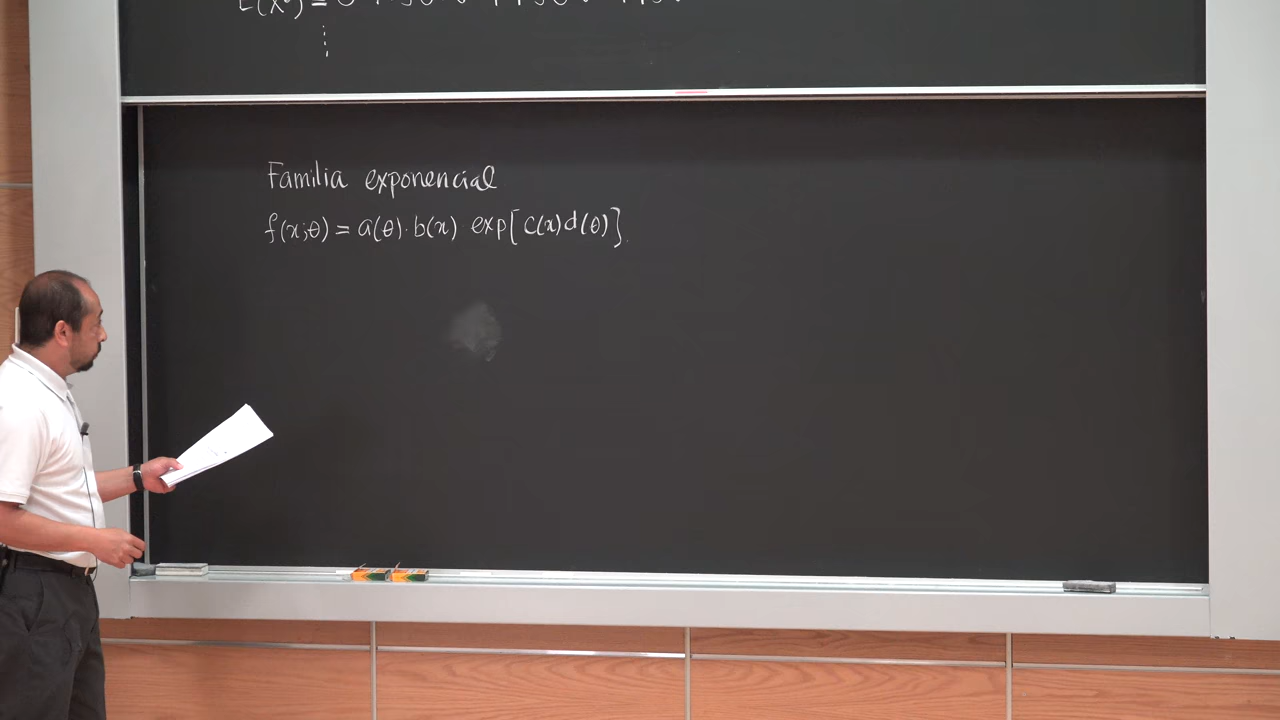 Familia exponencial
f(x;θ) = a(θ)·b(x) exp[c(x)d(θ)].